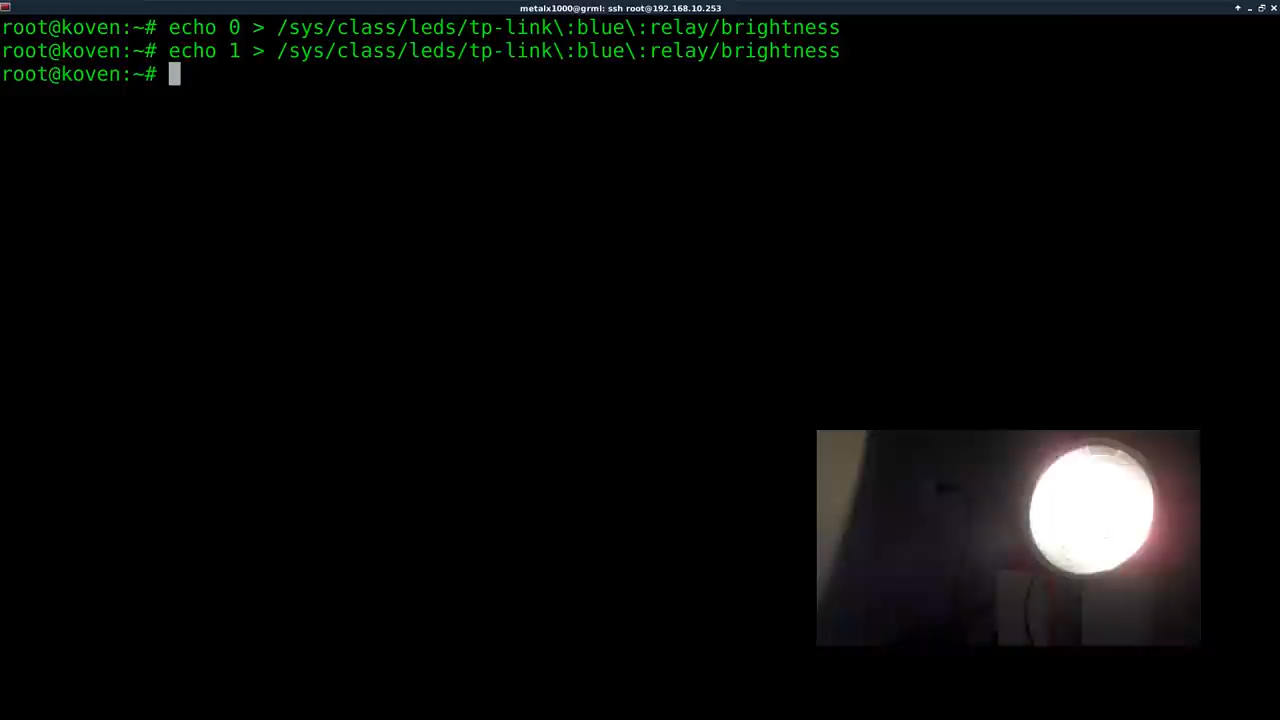 metalx1000@grml: ssh root@192.168.10.253
root@koven:~# echo 0 > /sys/class/leds/tp-link\:blue\:relay/brightness
root@koven:~# echo 1 > /sys/class/leds/tp-link\:blue\:relay/brightness
root@koven:~#